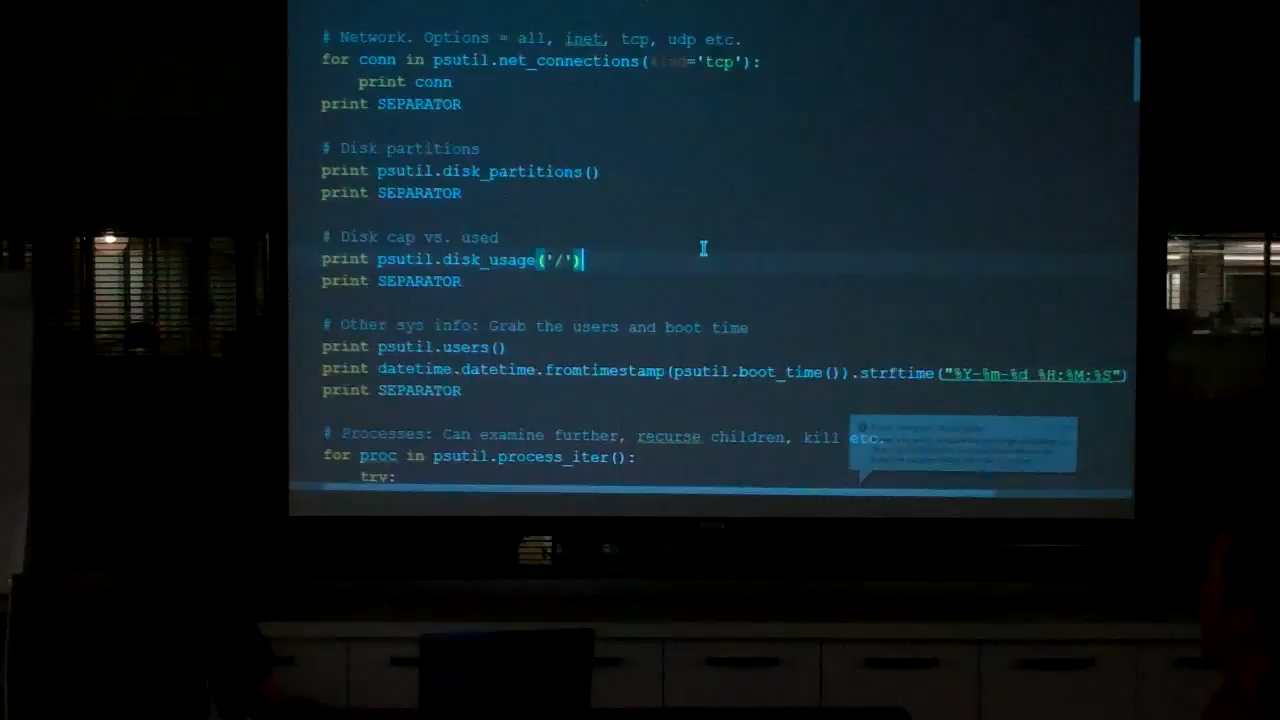 # Network. Options = all, inet, tcp, udp etc.
for conn in psutil.net_connections(kind='tcp'):
    print conn
print SEPARATOR
# Disk partitions
print psutil.disk_partitions()
print SEPARATOR
# Disk cap vs. used
print psutil.disk_usage('/')
print SEPARATOR
# Other sys info: Grab the users and boot time
print psutil.users()
print datetime.datetime.fromtimestamp(psutil.boot_time()).strftime("%Y-%m-%d %H:%M:%S")
print SEPARATOR
# Processes: Can examine further, recurse children, kill etc.
for proc in psutil.process_iter():
    try: